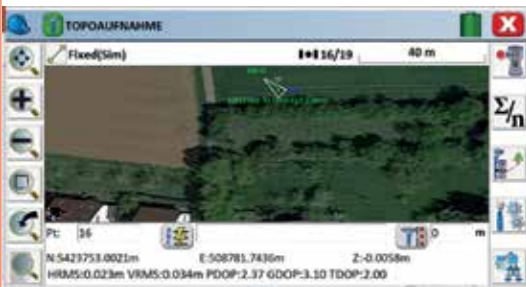 TOPOAUFNAHME
Fixed(Sim) 16/19 40 m
Σ/n
Pt: 16 0 m
N:5423753.0021m E:508781.7436m Z:-0.0058m
HRMS:0.023m VRMS:0.034m PDOP:2.37 GDOP:3.10 TDOP:2.00